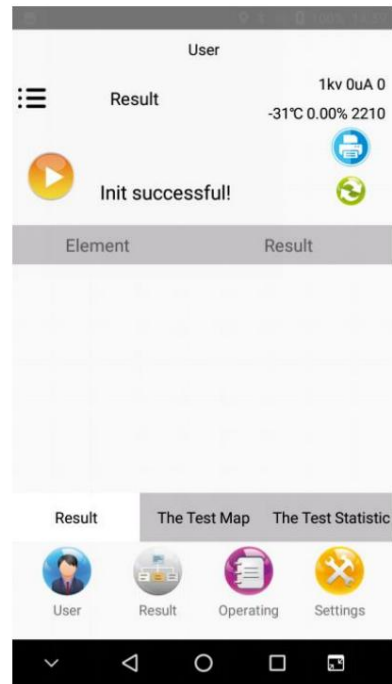 User
Result
1kv 0uA 0
-31℃ 0.00% 2210
Init successful!
Element Result
Result The Test Map The Test Statistic
User Result Operating Settings